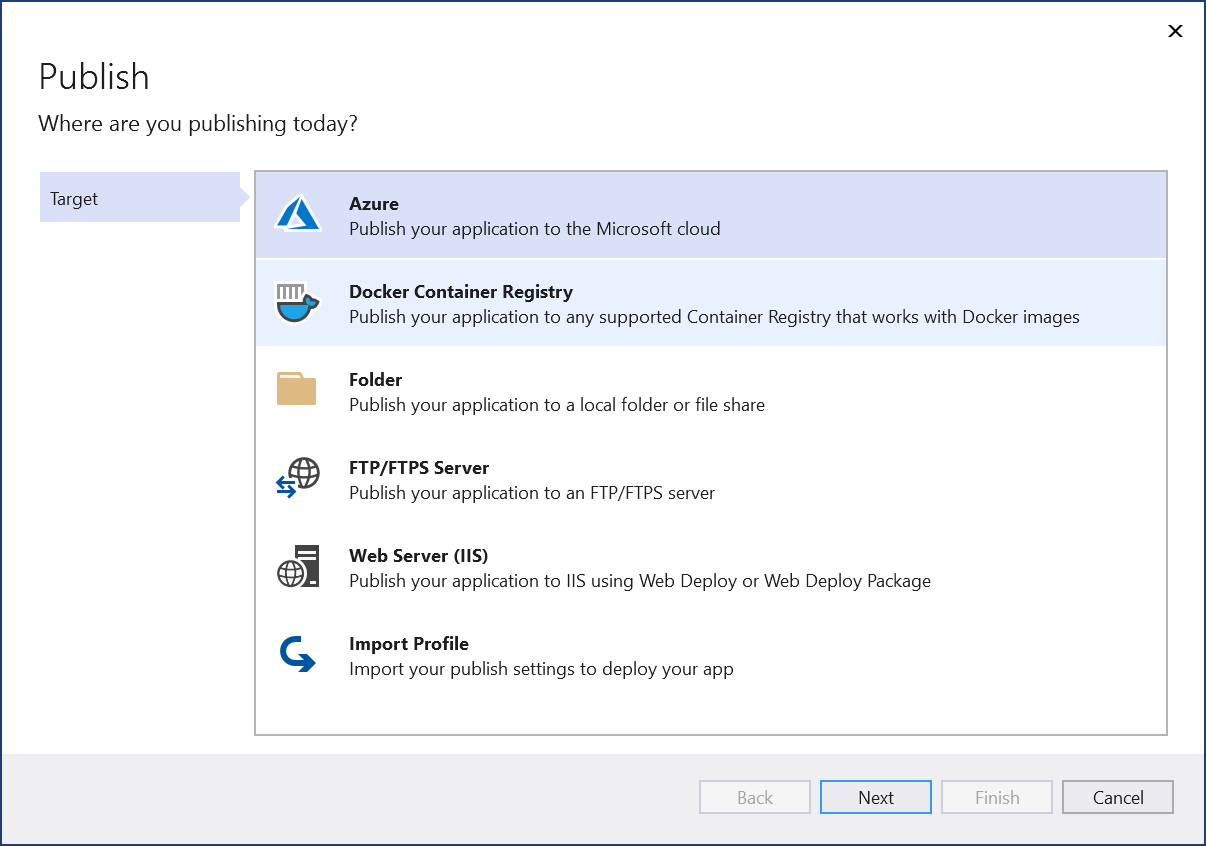 Publish
Where are you publishing today?
Target
Azure
Publish your application to the Microsoft cloud
Docker Container Registry
Publish your application to any supported Container Registry that works with Docker images
Folder
Publish your application to a local folder or file share
FTP/FTPS Server
Publish your application to an FTP/FTPS server
Web Server (IIS)
Publish your application to IIS using Web Deploy or Web Deploy Package
Import Profile
Import your publish settings to deploy your app
Back
Next
Finish
Cancel